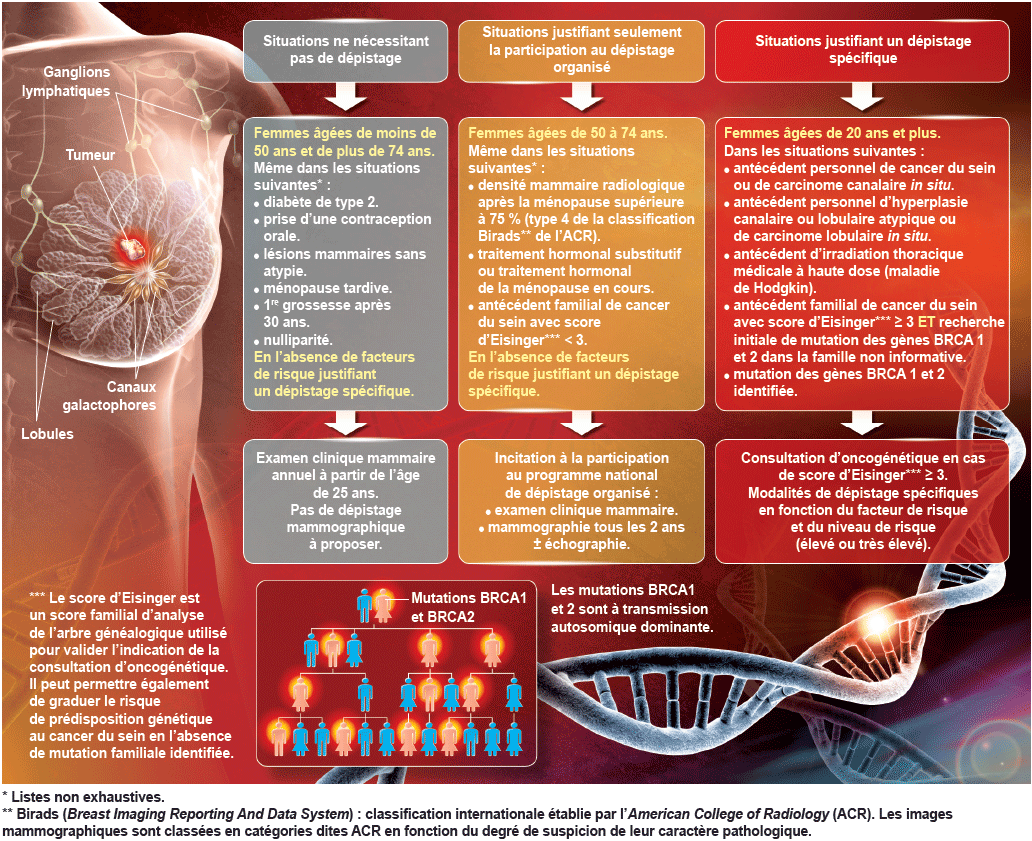 Ganglions
lymphatiques
Tumeur
Canaux
galactophores
Lobules
Situations ne nécessitant
pas de dépistage
Femmes âgées de moins de
50 ans et de plus de 74 ans.
Même dans les situations
suivantes* :
• diabète de type 2.
• prise d'une contraception
orale.
• lésions mammaires sans
atypie.
• ménopause tardive.
• 1re grossesse après
30 ans.
• nulliparité.
En l'absence de facteurs
de risque justifiant
un dépistage spécifique.
Examen clinique mammaire
annuel à partir de l'âge
de 25 ans.
Pas de dépistage
mammographique
à proposer.
Situations justifiant seulement
la participation au dépistage
organisé
Femmes âgées de 50 à 74 ans.
Même dans les situations
suivantes* :
• densité mammaire radiologique
après la ménopause supérieure
à 75 % (type 4 de la classification
Birads** de l'ACR).
• traitement hormonal substitutif
ou traitement hormonal
de la ménopause en cours.
• antécédent familial de cancer
du sein avec score
d'Eisinger*** < 3.
En l'absence de facteurs
de risque justifiant un dépistage
spécifique.
Incitation à la participation
au programme national
de dépistage organisé :
• examen clinique mammaire.
• mammographie tous les 2 ans
± échographie.
Situations justifiant un dépistage
spécifique
Femmes âgées de 20 ans et plus.
Dans les situations suivantes :
• antécédent personnel de cancer du sein
ou de carcinome canalaire in situ.
• antécédent personnel d'hyperplasie
canalaire ou lobulaire atypique ou
de carcinome lobulaire in situ.
• antécédent d'irradiation thoracique
médicale à haute dose (maladie
de Hodgkin).
• antécédent familial de cancer du sein
avec score d'Eisinger*** ≥ 3 ET recherche
initiale de mutation des gènes BRCA 1
et 2 dans la famille non informative.
• mutation des gènes BRCA 1 et 2
identifiée.
Consultation d'oncogénétique en cas
de score d'Eisinger*** ≥ 3.
Modalités de dépistage spécifiques
en fonction du facteur de risque
et du niveau de risque
(élevé ou très élevé).
*** Le score d'Eisinger est
un score familial d'analyse
de l'arbre généalogique utilisé
pour valider l'indication de la
consultation d'oncogénétique.
Il peut permettre également
de graduer le risque
de prédisposition génétique
au cancer du sein en l'absence
de mutation familiale identifiée.
Mutations BRCA1
et BRCA2
Les mutations BRCA1
et 2 sont à transmission
autosomique dominante.
* Listes non exhaustives.
** Birads (Breast Imaging Reporting And Data System) : classification internationale établie par l'American College of Radiology (ACR). Les images
mammographiques sont classées en catégories dites ACR en fonction du degré de suspicion de leur caractère pathologique.